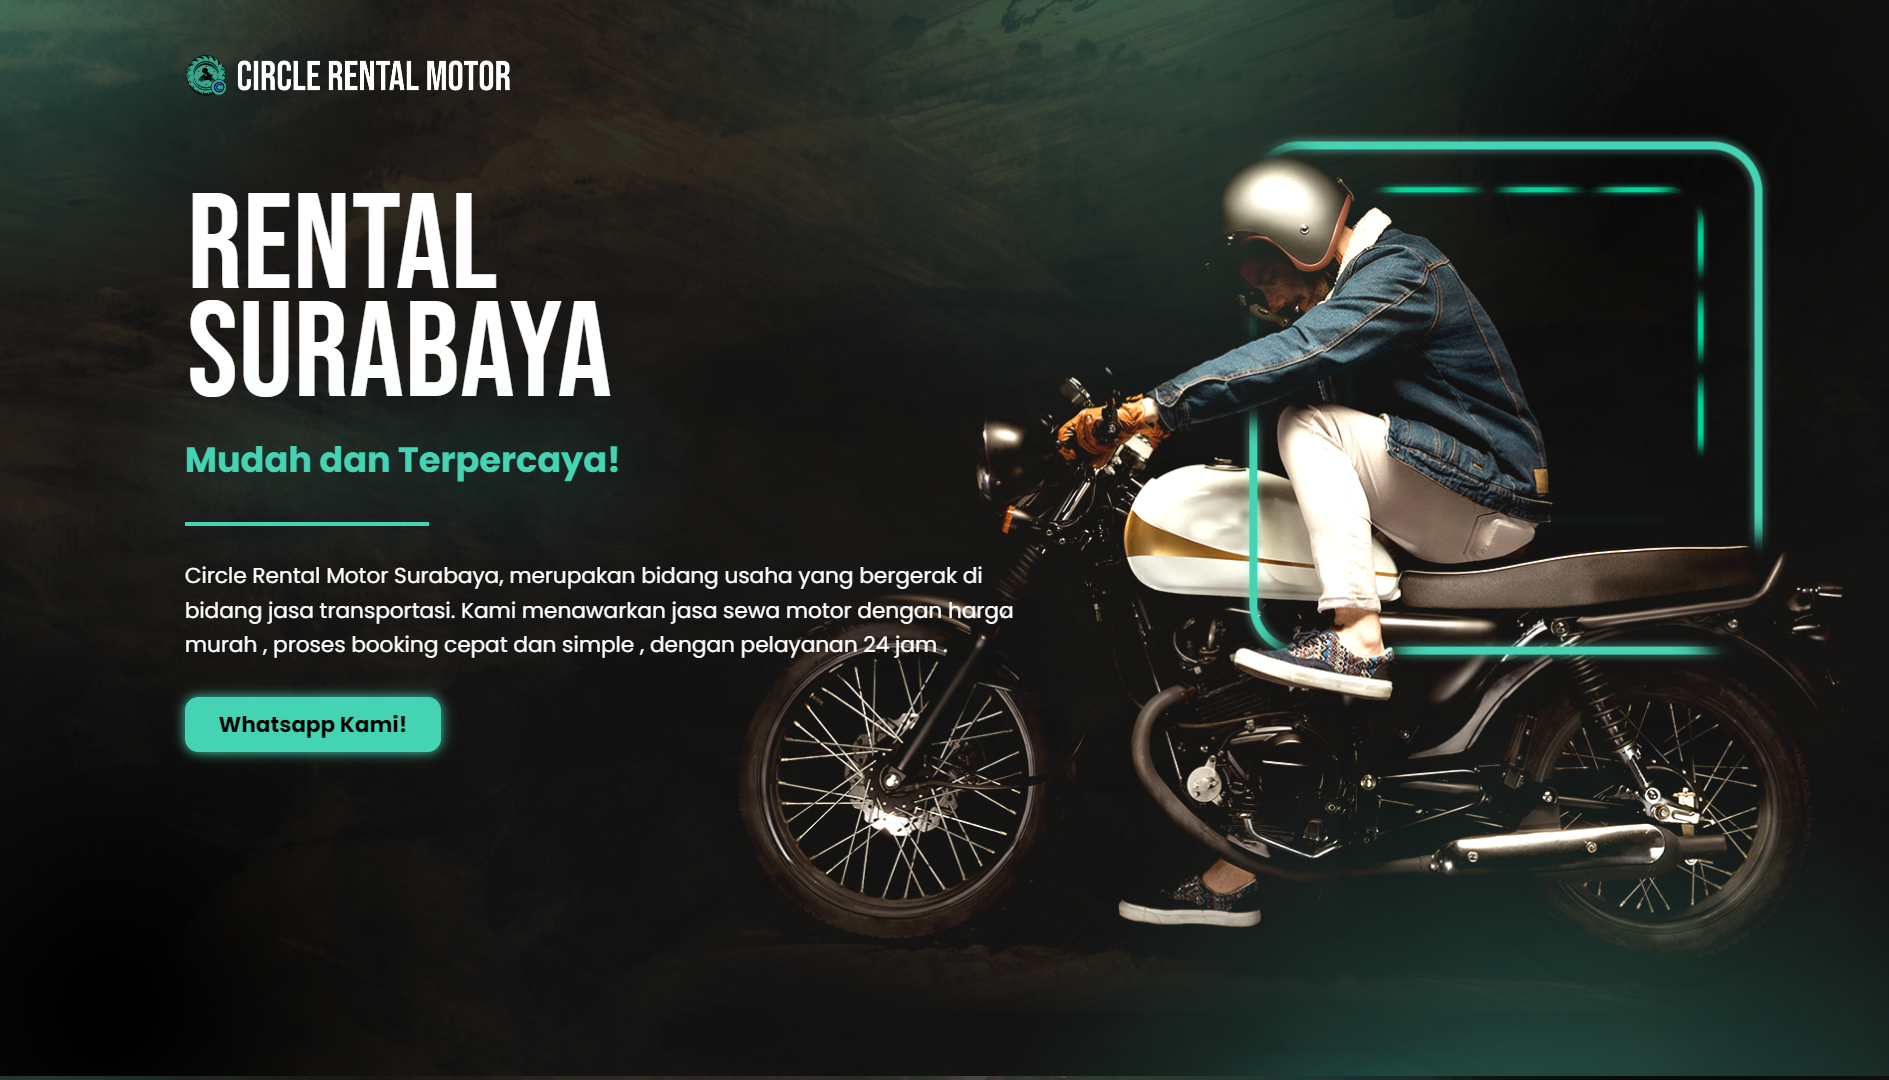 CIRCLE RENTAL MOTOR
RENTAL
SURABAYA
Mudah dan Terpercaya!
Circle Rental Motor Surabaya, merupakan bidang usaha yang bergerak di
bidang jasa transportasi. Kami menawarkan jasa sewa motor dengan harga
murah , proses booking cepat dan simple , dengan pelayanan 24 jam .
Whatsapp Kami!